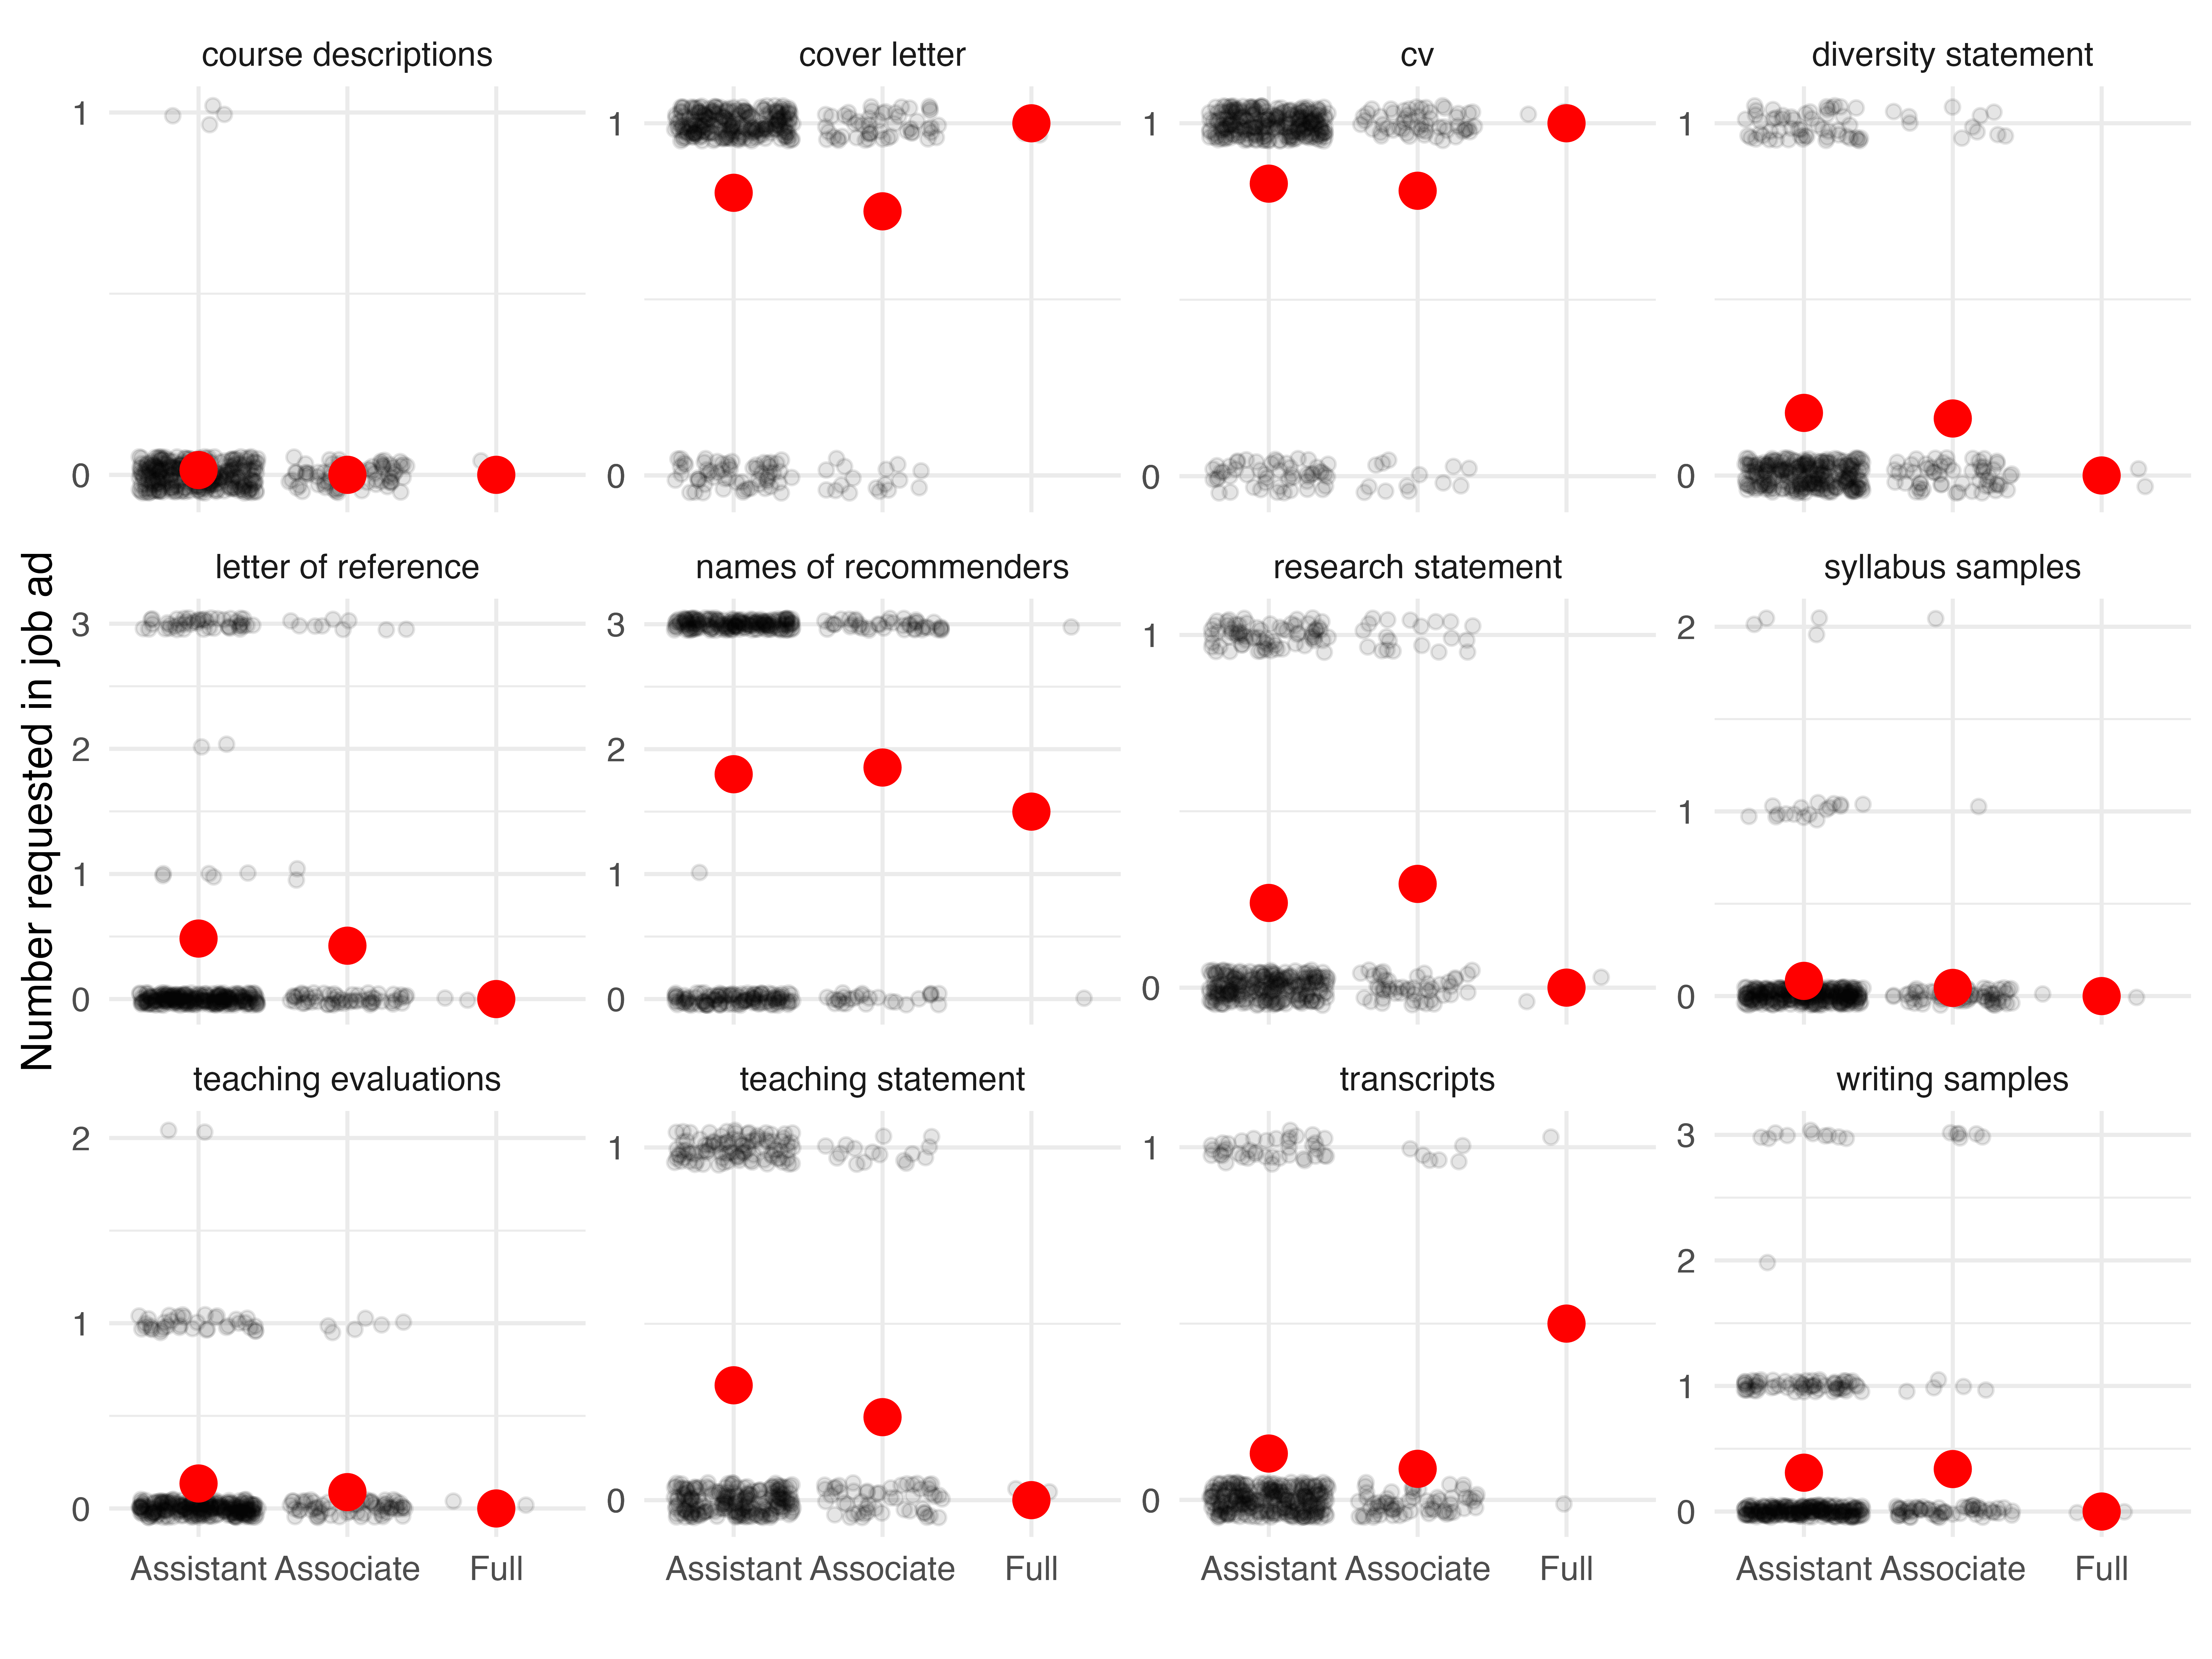 course descriptions
cover letter
cv
diversity statement
1
0
1
0
1
0
1
0
Number requested in job ad
letter of reference
names of recommenders
research statement
syllabus samples
3
2
1
0
3
2
1
0
1
0
2
1
0
teaching evaluations
teaching statement
transcripts
writing samples
2
1
0
1
0
1
0
3
2
1
0
Assistant Associate Full
Assistant Associate Full
Assistant Associate Full
Assistant Associate Full